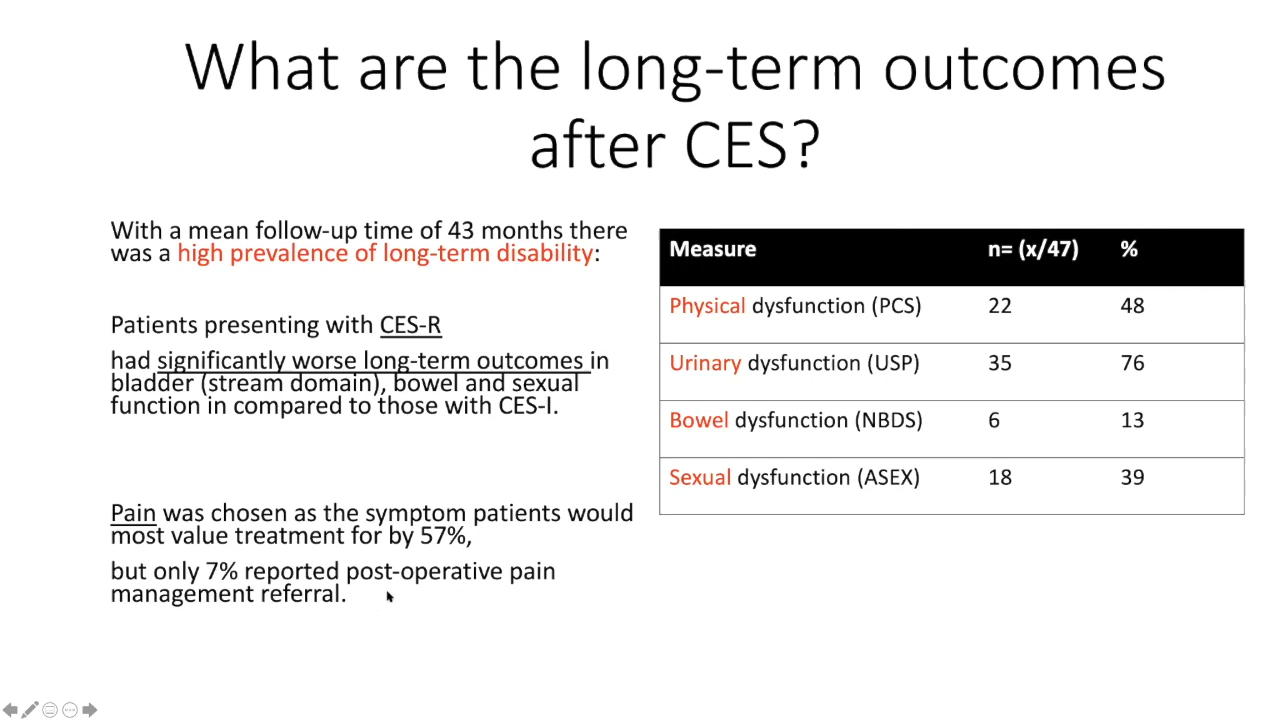 What are the long-term outcomes
after CES?
With a mean follow-up time of 43 months there
was a high prevalence of long-term disability:
Patients presenting with CES-R
had significantly worse long-term outcomes in
bladder (stream domain), bowel and sexual
function in compared to those with CES-I.
Pain was chosen as the symptom patients would
most value treatment for by 57%,
but only 7% reported post-operative pain
management referral.
Measure n= (x/47) %
Physical dysfunction (PCS) 22 48
Urinary dysfunction (USP) 35 76
Bowel dysfunction (NBDS) 6 13
Sexual dysfunction (ASEX) 18 39